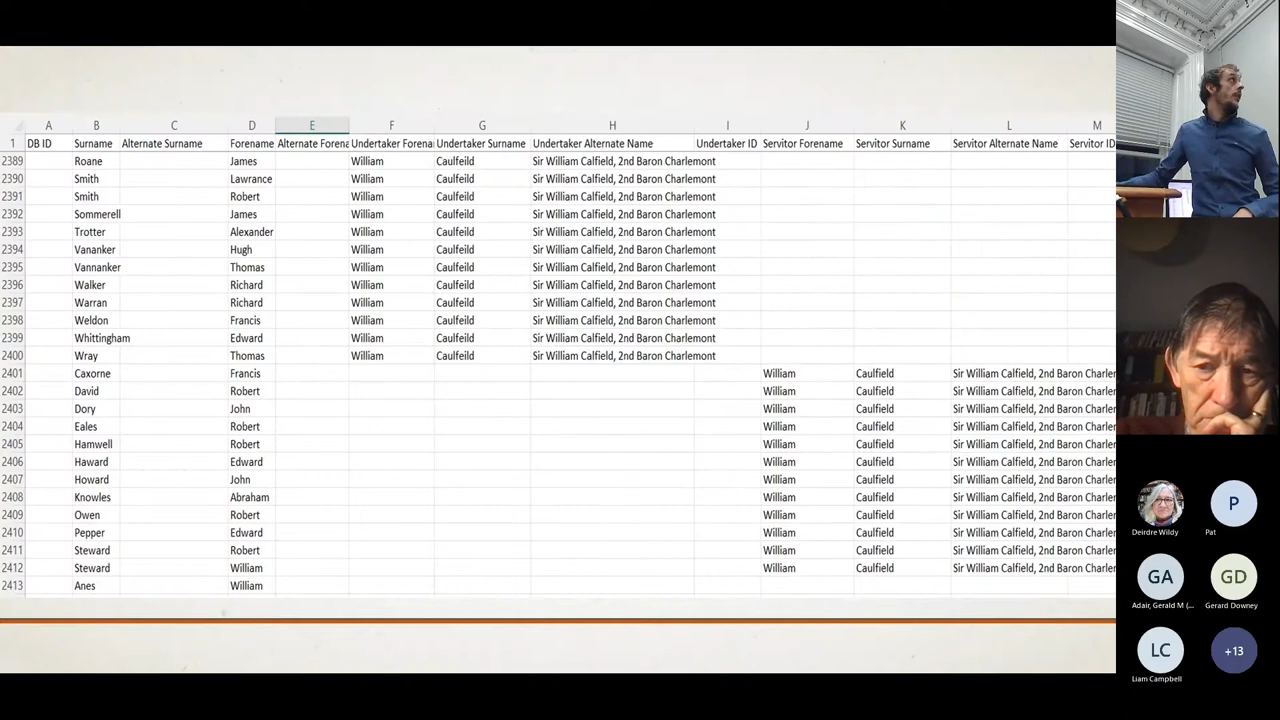 A B C D E F G H I J K L M
1 DB ID Surname Alternate Surname Forename Alternate Forena Undertaker Forenar Undertaker Surname Undertaker Alternate Name Undertaker ID Servitor Forename Servitor Surname Servitor Alternate Name Servitor ID
2389 Roane James William Caulfeild Sir William Calfield, 2nd Baron Charlemont
2390 Smith Lawrance William Caulfeild Sir William Calfield, 2nd Baron Charlemont
2391 Smith Robert William Caulfeild Sir William Calfield, 2nd Baron Charlemont
2392 Sommerell James William Caulfeild Sir William Calfield, 2nd Baron Charlemont
2393 Trotter Alexander William Caulfeild Sir William Calfield, 2nd Baron Charlemont
2394 Vananker Hugh William Caulfeild Sir William Calfield, 2nd Baron Charlemont
2395 Vannanker Thomas William Caulfeild Sir William Calfield, 2nd Baron Charlemont
2396 Walker Richard William Caulfeild Sir William Calfield, 2nd Baron Charlemont
2397 Warran Richard William Caulfeild Sir William Calfield, 2nd Baron Charlemont
2398 Weldon Francis William Caulfeild Sir William Calfield, 2nd Baron Charlemont
2399 Whittingham Edward William Caulfeild Sir William Calfield, 2nd Baron Charlemont
2400 Wray Thomas William Caulfeild Sir William Calfield, 2nd Baron Charlemont
2401 Caxorne Francis William Caulfield Sir William Calfield, 2nd Baron Charler
2402 David Robert William Caulfield Sir William Calfield, 2nd Baron Charler
2403 Dory John William Caulfield Sir William Calfield, 2nd Baron Charler
2404 Eales Robert William Caulfield Sir William Calfield, 2nd Baron Charler
2405 Hamwell Robert William Caulfield Sir William Calfield, 2nd Baron Charler
2406 Haward Edward William Caulfield Sir William Calfield, 2nd Baron Charler
2407 Howard John William Caulfield Sir William Calfield, 2nd Baron Charler
2408 Knowles Abraham William Caulfield Sir William Calfield, 2nd Baron Charler
2409 Owen Robert William Caulfield Sir William Calfield, 2nd Baron Charler
2410 Pepper Edward William Caulfield Sir William Calfield, 2nd Baron Charler
2411 Steward Robert William Caulfield Sir William Calfield, 2nd Baron Charler
2412 Steward William William Caulfield Sir William Calfield, 2nd Baron Charler
2413 Anes William
P
Deirdre Wildy Pat
GA GD
Adair, Gerald M (... Gerard Downey
LC +13
Liam Campbell